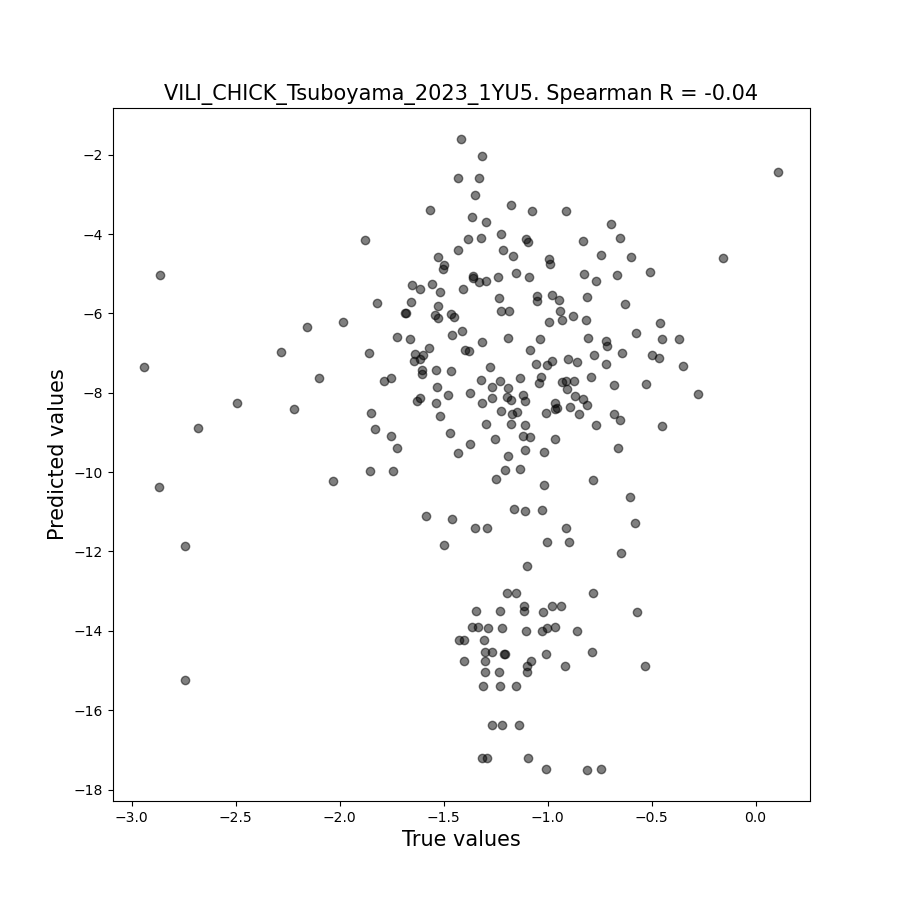 VILI_CHICK_Tsuboyama_2023_1YU5. Spearman R = -0.04
Predicted values
−2
−4
−6
−8
−10
−12
−14
−16
−18
−3.0 −2.5 −2.0 −1.5 −1.0 −0.5 0.0
True values